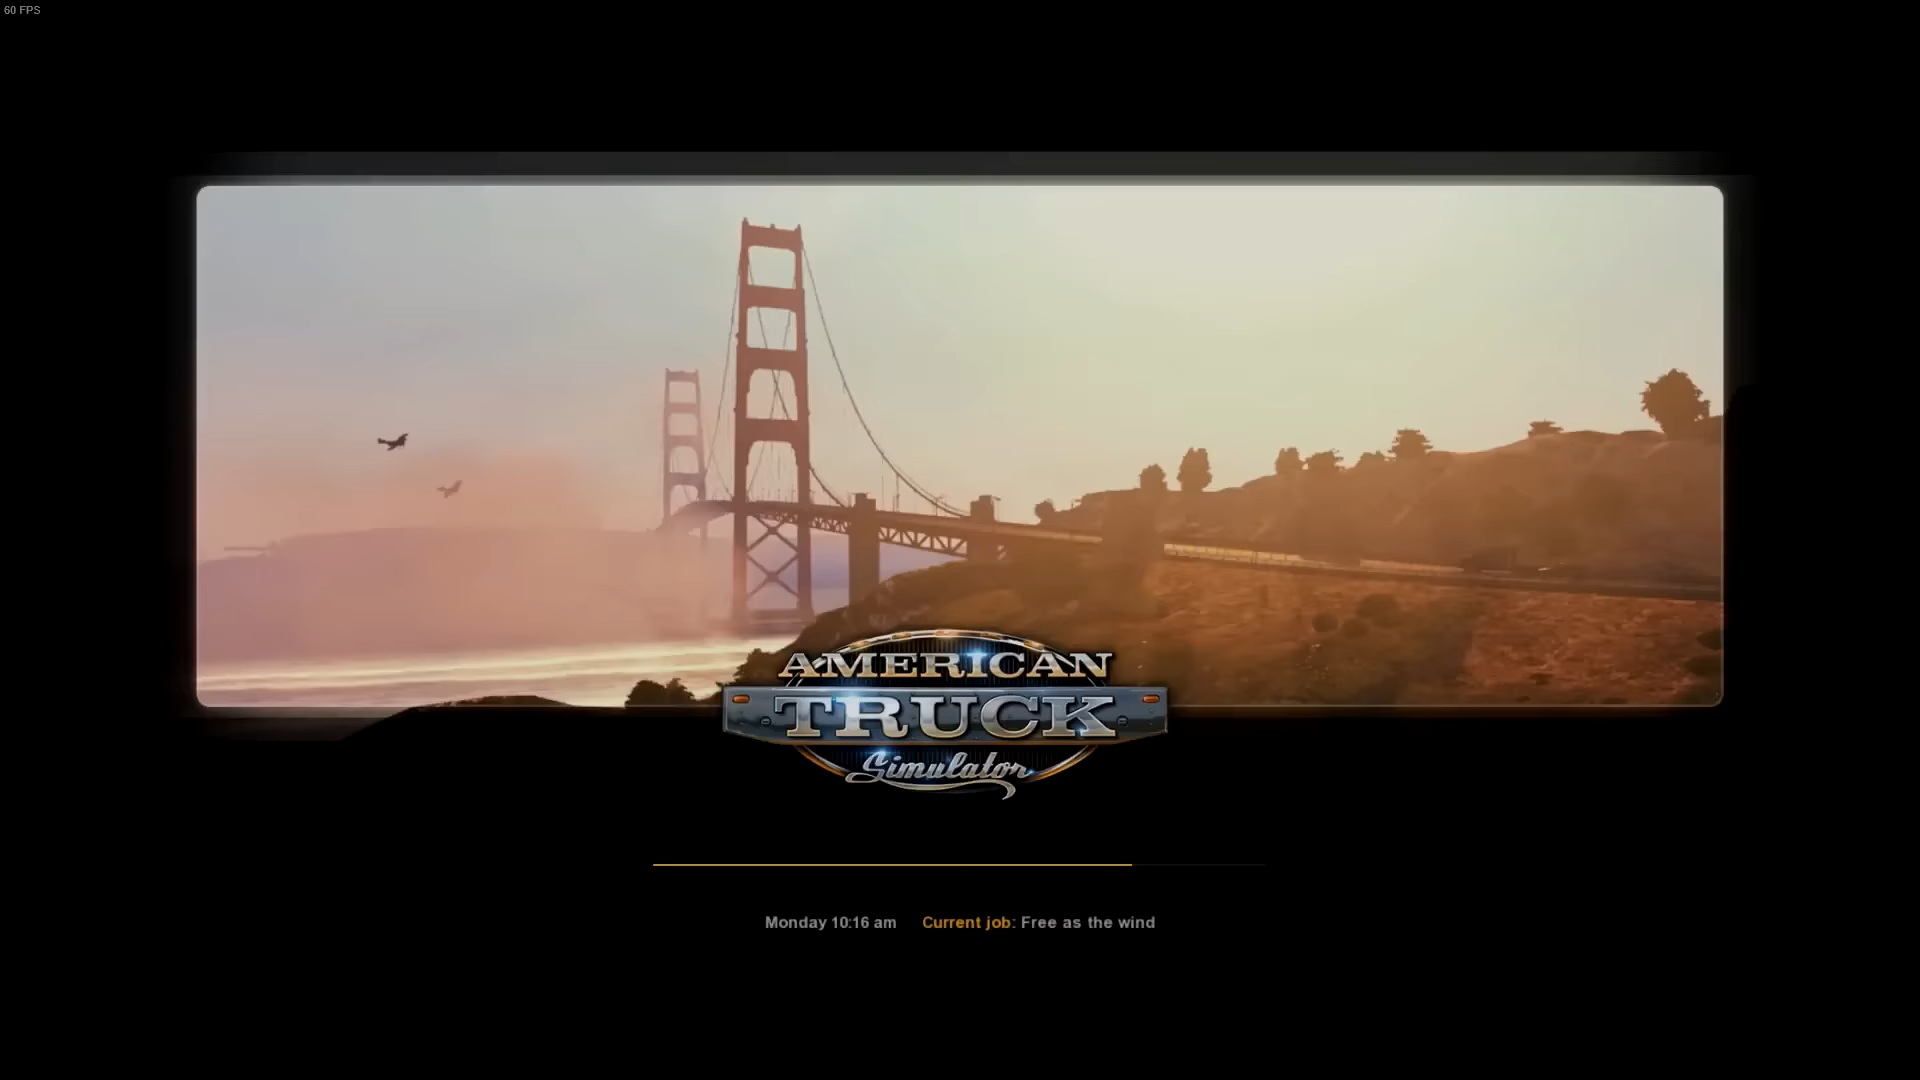 60 FPS
AMERICAN
TRUCK
Simulator
Monday 10:16 am Current job: Free as the wind